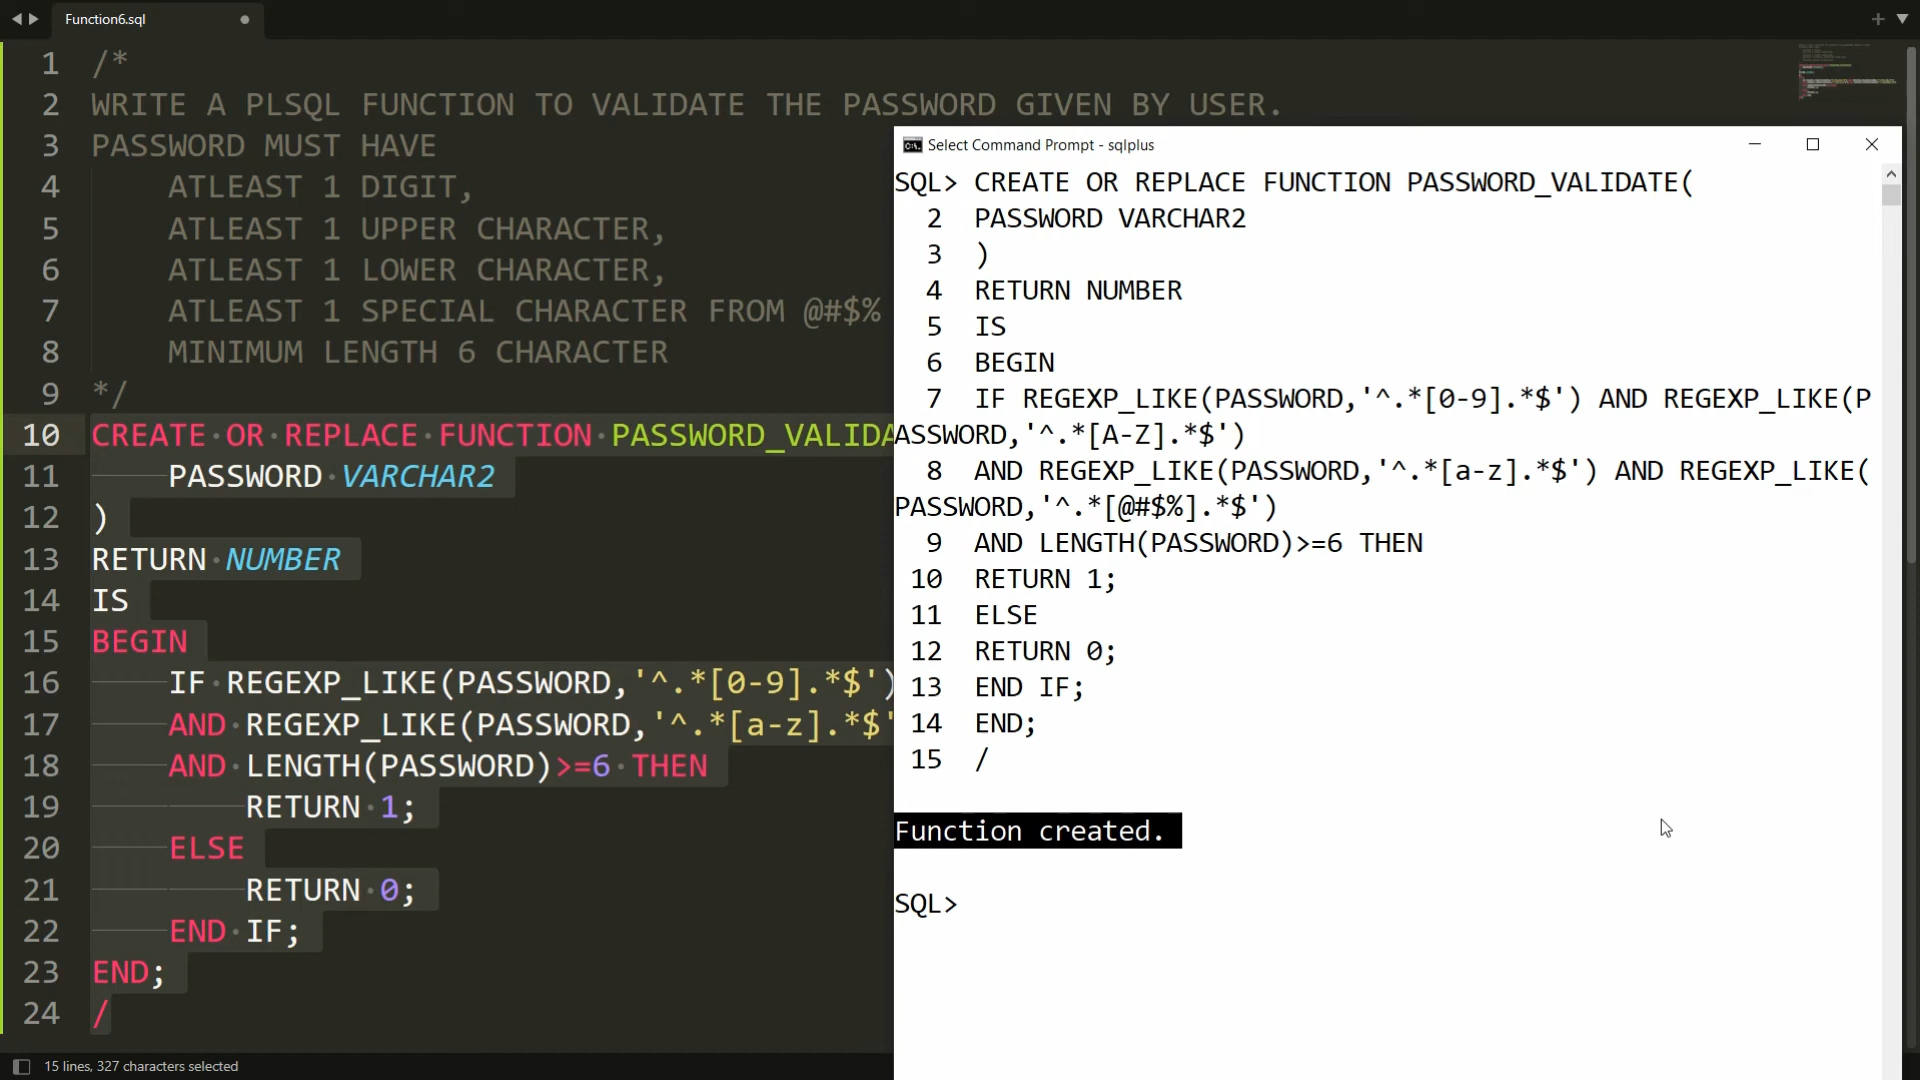 Function6.sql
1 /*
2 WRITE A PLSQL FUNCTION TO VALIDATE THE PASSWORD GIVEN BY USER.
3 PASSWORD MUST HAVE
4 ATLEAST 1 DIGIT,
5 ATLEAST 1 UPPER CHARACTER,
6 ATLEAST 1 LOWER CHARACTER,
7 ATLEAST 1 SPECIAL CHARACTER FROM @#$%
8 MINIMUM LENGTH 6 CHARACTER
9 */
10 CREATE OR REPLACE FUNCTION PASSWORD_VALIDA
11 PASSWORD VARCHAR2
12 )
13 RETURN NUMBER
14 IS
15 BEGIN
16 IF REGEXP_LIKE(PASSWORD,'^.*[0-9].*$')
17 AND REGEXP_LIKE(PASSWORD,'^.*[a-z].*$'
18 AND LENGTH(PASSWORD)>=6 THEN
19 RETURN 1;
20 ELSE
21 RETURN 0;
22 END IF;
23 END;
24 /
15 lines, 327 characters selected
Select Command Prompt - sqlplus
SQL> CREATE OR REPLACE FUNCTION PASSWORD_VALIDATE(
2 PASSWORD VARCHAR2
3 )
4 RETURN NUMBER
5 IS
6 BEGIN
7 IF REGEXP_LIKE(PASSWORD,'^.*[0-9].*$') AND REGEXP_LIKE(P
ASSWORD,'^.*[A-Z].*$')
8 AND REGEXP_LIKE(PASSWORD,'^.*[a-z].*$') AND REGEXP_LIKE(
PASSWORD,'^.*[@#$%].*$')
9 AND LENGTH(PASSWORD)>=6 THEN
10 RETURN 1;
11 ELSE
12 RETURN 0;
13 END IF;
14 END;
15 /
Function created.
SQL>